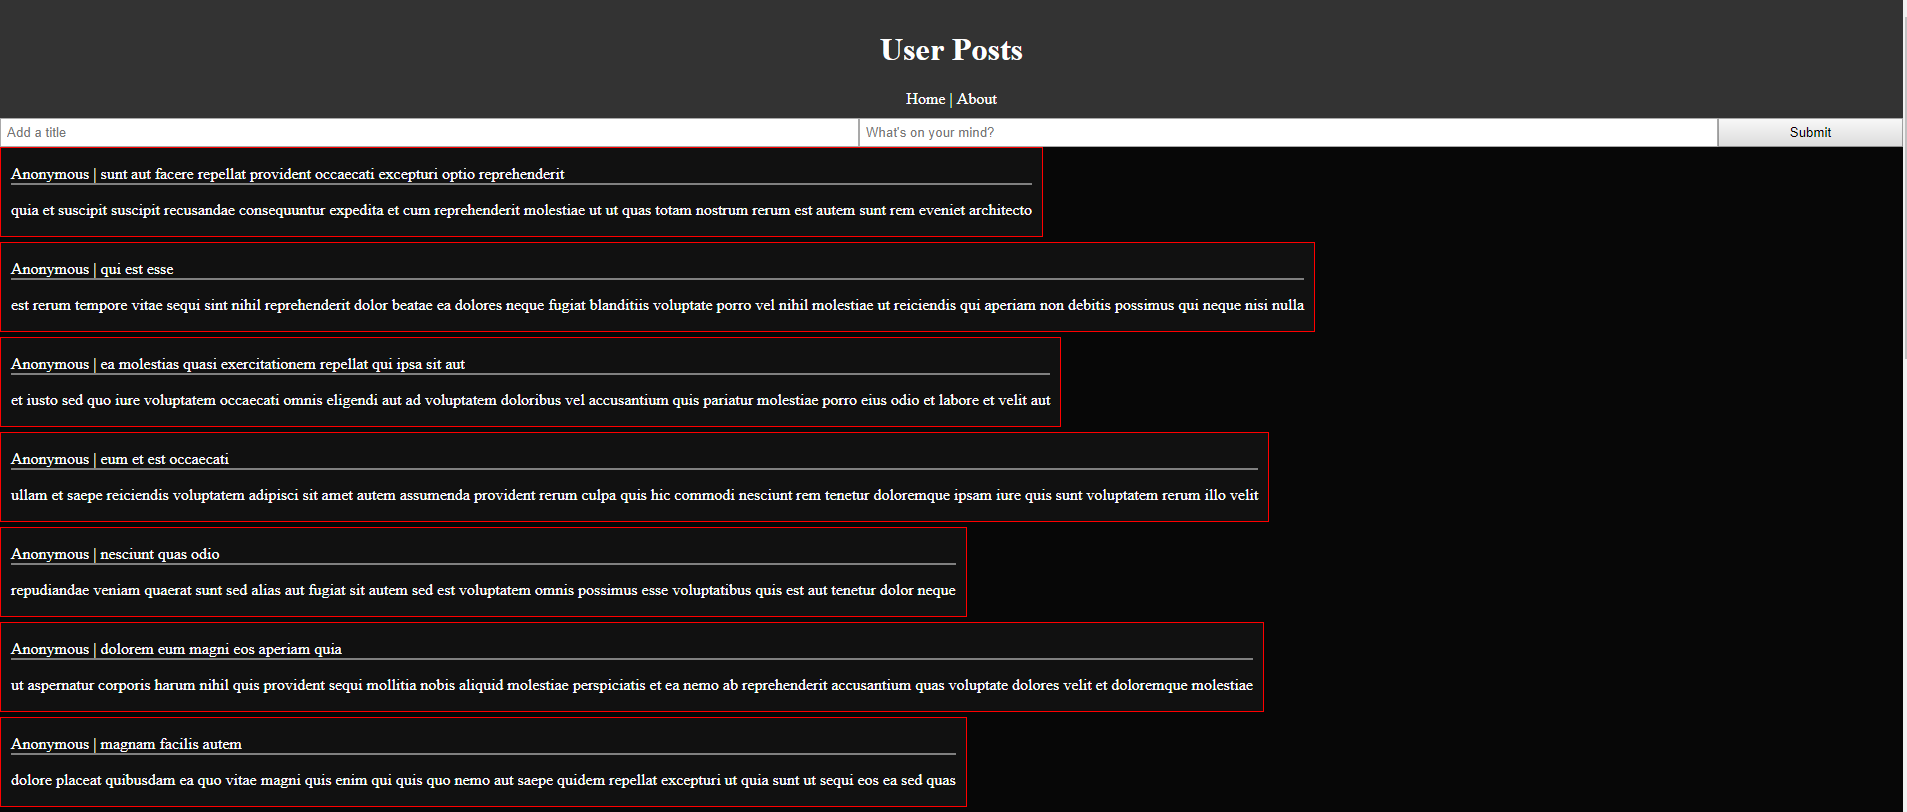 User Posts
Home | About
Add a title
What's on your mind?
Submit
Anonymous | sunt aut facere repellat provident occaecati excepturi optio reprehenderit
quia et suscipit suscipit recusandae consequuntur expedita et cum reprehenderit molestiae ut ut quas totam nostrum rerum est autem sunt rem eveniet architecto
Anonymous | qui est esse
est rerum tempore vitae sequi sint nihil reprehenderit dolor beatae ea dolores neque fugiat blanditiis voluptate porro vel nihil molestiae ut reiciendis qui aperiam non debitis possimus qui neque nisi nulla
Anonymous | ea molestias quasi exercitationem repellat qui ipsa sit aut
et iusto sed quo iure voluptatem occaecati omnis eligendi aut ad voluptatem doloribus vel accusantium quis pariatur molestiae porro eius odio et labore et velit aut
Anonymous | eum et est occaecati
ullam et saepe reiciendis voluptatem adipisci sit amet autem assumenda provident rerum culpa quis hic commodi nesciunt rem tenetur doloremque ipsam iure quis sunt voluptatem rerum illo velit
Anonymous | nesciunt quas odio
repudiandae veniam quaerat sunt sed alias aut fugiat sit autem sed est voluptatem omnis possimus esse voluptatibus quis est aut tenetur dolor neque
Anonymous | dolorem eum magni eos aperiam quia
ut aspernatur corporis harum nihil quis provident sequi mollitia nobis aliquid molestiae perspiciatis et ea nemo ab reprehenderit accusantium quas voluptate dolores velit et doloremque molestiae
Anonymous | magnam facilis autem
dolore placeat quibusdam ea quo vitae magni quis enim qui quis quo nemo aut saepe quidem repellat excepturi ut quia sunt ut sequi eos ea sed quas